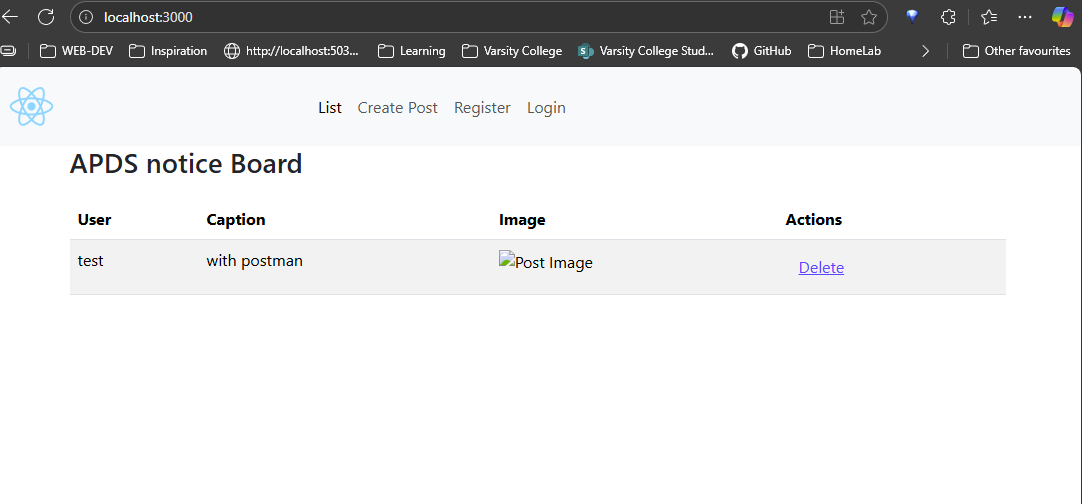 localhost:3000
WEB-DEV Inspiration http://localhost:503... Learning Varsity College Varsity College Stud... GitHub HomeLab Other favourites
List Create Post Register Login
APDS notice Board
User Caption Image Actions
test with postman Post Image Delete